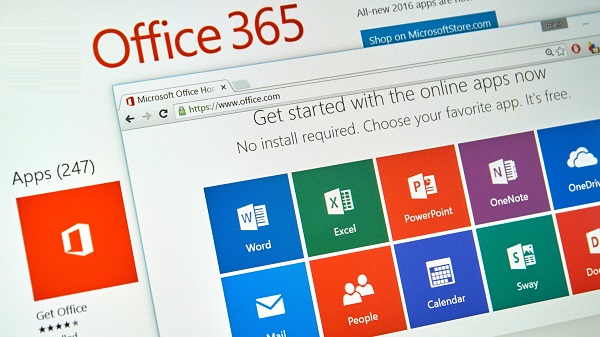 Office 365
All-new 2016 apps are
Shop on MicrosoftStore.com
Microsoft Office Ho
https://www.office.com
Get started with the online apps now
No install required. Choose your favorite app. It's free.
Apps (247)
Word
Excel
PowerPoint
OneNote
OneDriv
Mail
People
Calendar
Sway
Do
Get Office